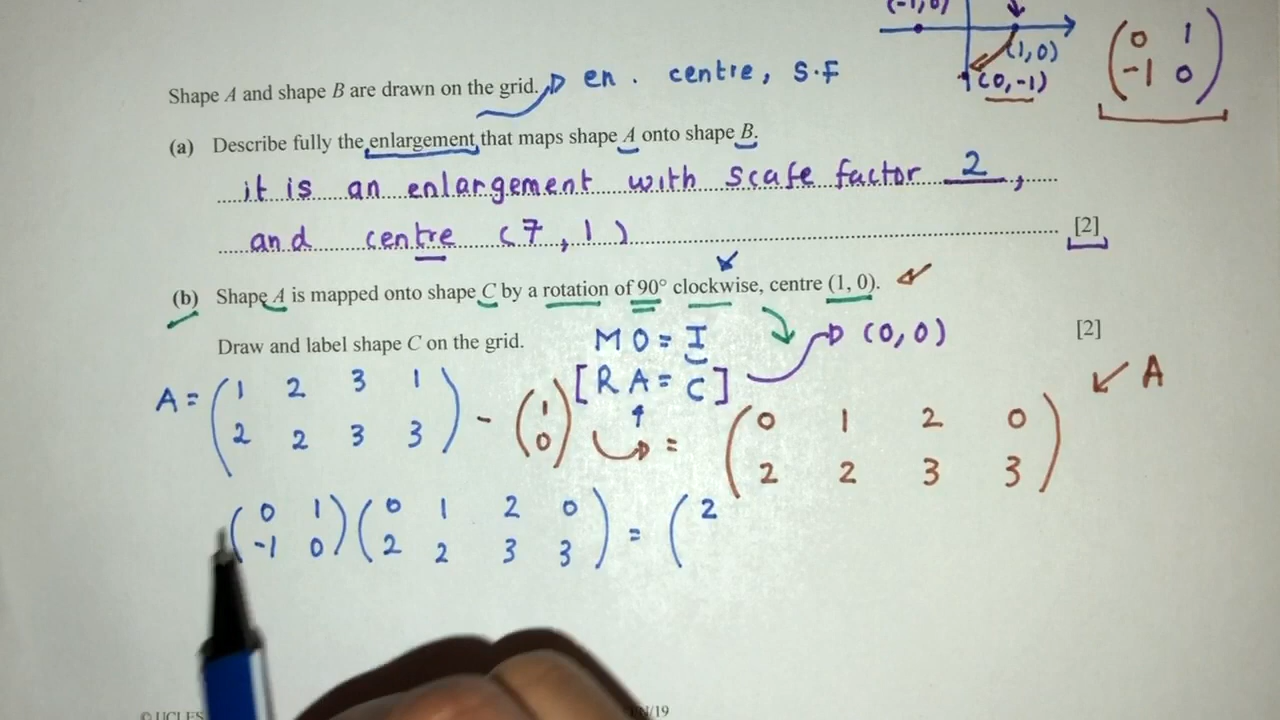 (-1,0)
(1,0)
(0,-1)
0 1
-1 0
Shape A and shape B are drawn on the grid. en. centre, S.F
(a) Describe fully the enlargement that maps shape A onto shape B.
it is an enlargement with scale factor 2,
and centre (7,1) [2]
(b) Shape A is mapped onto shape C by a rotation of 90° clockwise, centre (1, 0).
Draw and label shape C on the grid. [2]
M O = I
(0,0)
[R A = C]
A
A = (1 2 3 1
2 2 3 3) - (1
0) = (0 1 2 0
2 2 3 3)
(0 1
-1 0) (0 1 2 0
2 2 3 3) = (2
© UCLES
/19